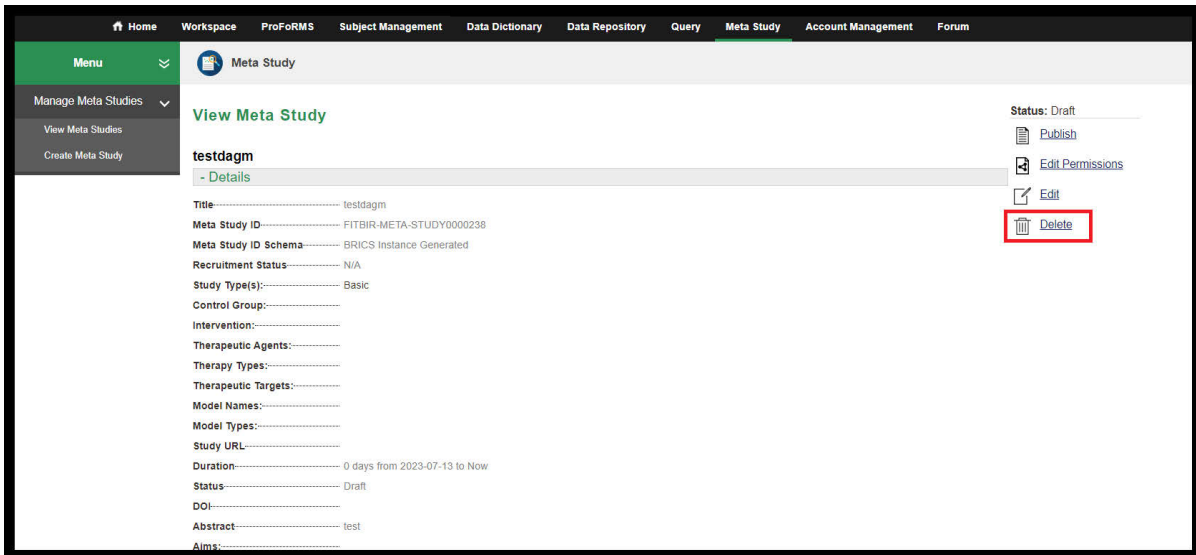 Home Workspace ProFoRMS Subject Management Data Dictionary Data Repository Query Meta Study Account Management Forum
Menu
Meta Study
Manage Meta Studies
View Meta Studies
Create Meta Study
View Meta Study
testdagm
- Details
Title testdagm
Meta Study ID FITBIR-META-STUDY0000238
Meta Study ID Schema BRICS Instance Generated
Recruitment Status N/A
Study Type(s): Basic
Control Group:
Intervention:
Therapeutic Agents:
Therapy Types:
Therapeutic Targets:
Model Names:
Model Types:
Study URL
Duration 0 days from 2023-07-13 to Now
Status Draft
DOI
Abstract test
Aims:
Status: Draft
Publish
Edit Permissions
Edit
Delete